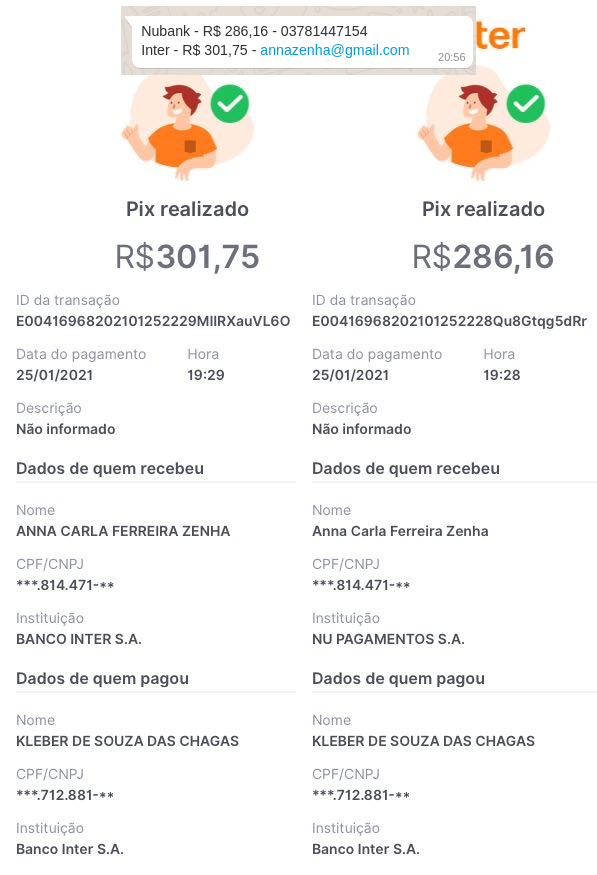 Nubank - R$ 286,16 - 03781447154
Inter - R$ 301,75 - annazenha@gmail.com
20:56
Pix realizado
R$301,75
ID da transação
E00416968202101252229MIIRXauVL6O
Data do pagamento Hora
25/01/2021 19:29
Descrição
Não informado
Dados de quem recebeu
Nome
ANNA CARLA FERREIRA ZENHA
CPF/CNPJ
***.814.471-**
Instituição
BANCO INTER S.A.
Dados de quem pagou
Nome
KLEBER DE SOUZA DAS CHAGAS
CPF/CNPJ
***.712.881-**
Instituição
Banco Inter S.A.
nter
Pix realizado
R$286,16
ID da transação
E00416968202101252228Qu8Gtqg5dRr
Data do pagamento Hora
25/01/2021 19:28
Descrição
Não informado
Dados de quem recebeu
Nome
Anna Carla Ferreira Zenha
CPF/CNPJ
***.814.471-**
Instituição
NU PAGAMENTOS S.A.
Dados de quem pagou
Nome
KLEBER DE SOUZA DAS CHAGAS
CPF/CNPJ
***.712.881-**
Instituição
Banco Inter S.A.